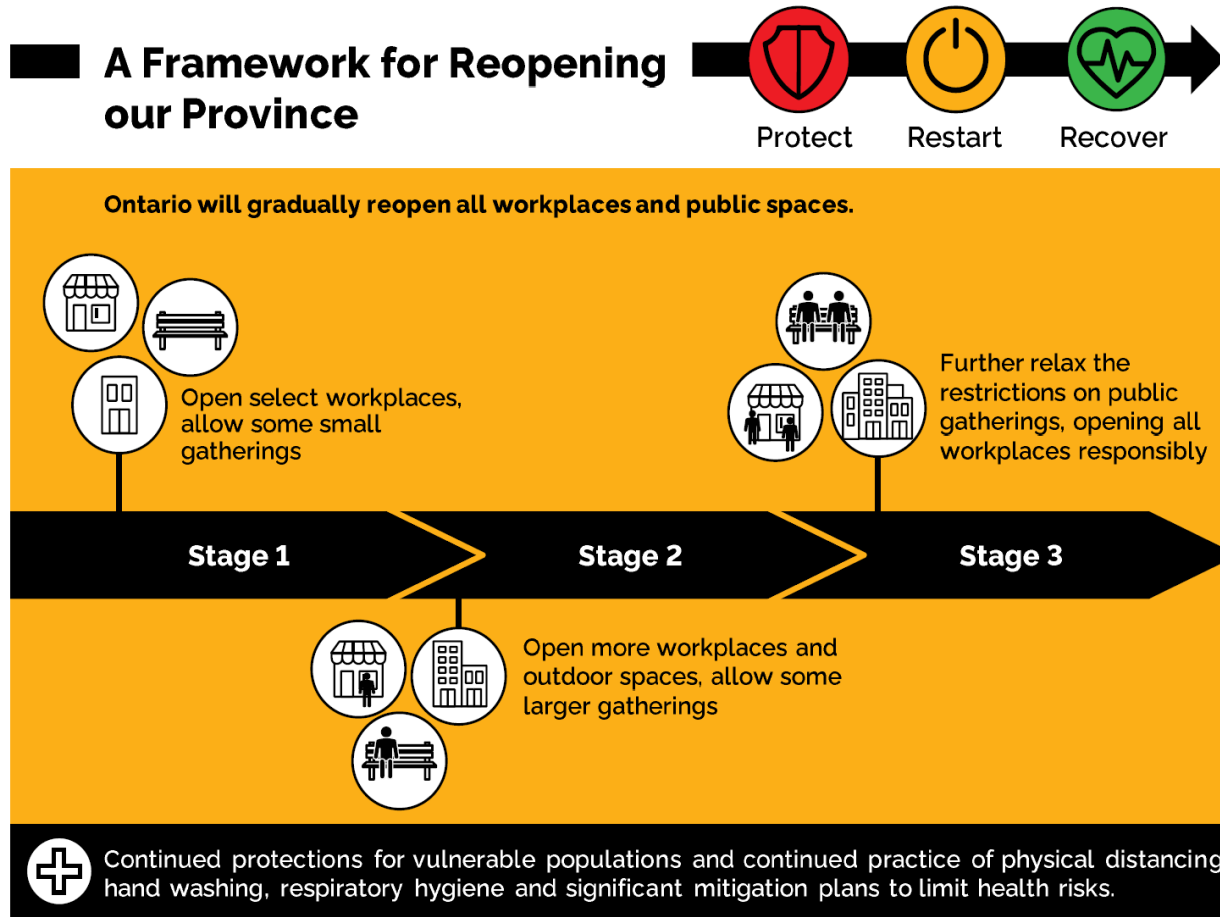 A Framework for Reopening
our Province
Protect
Restart
Recover
Ontario will gradually reopen all workplaces and public spaces.
Open select workplaces,
allow some small
gatherings
Further relax the
restrictions on public
gatherings, opening all
workplaces responsibly
Stage 1
Stage 2
Stage 3
Open more workplaces and
outdoor spaces, allow some
larger gatherings
Continued protections for vulnerable populations and continued practice of physical distancing
hand washing, respiratory hygiene and significant mitigation plans to limit health risks.